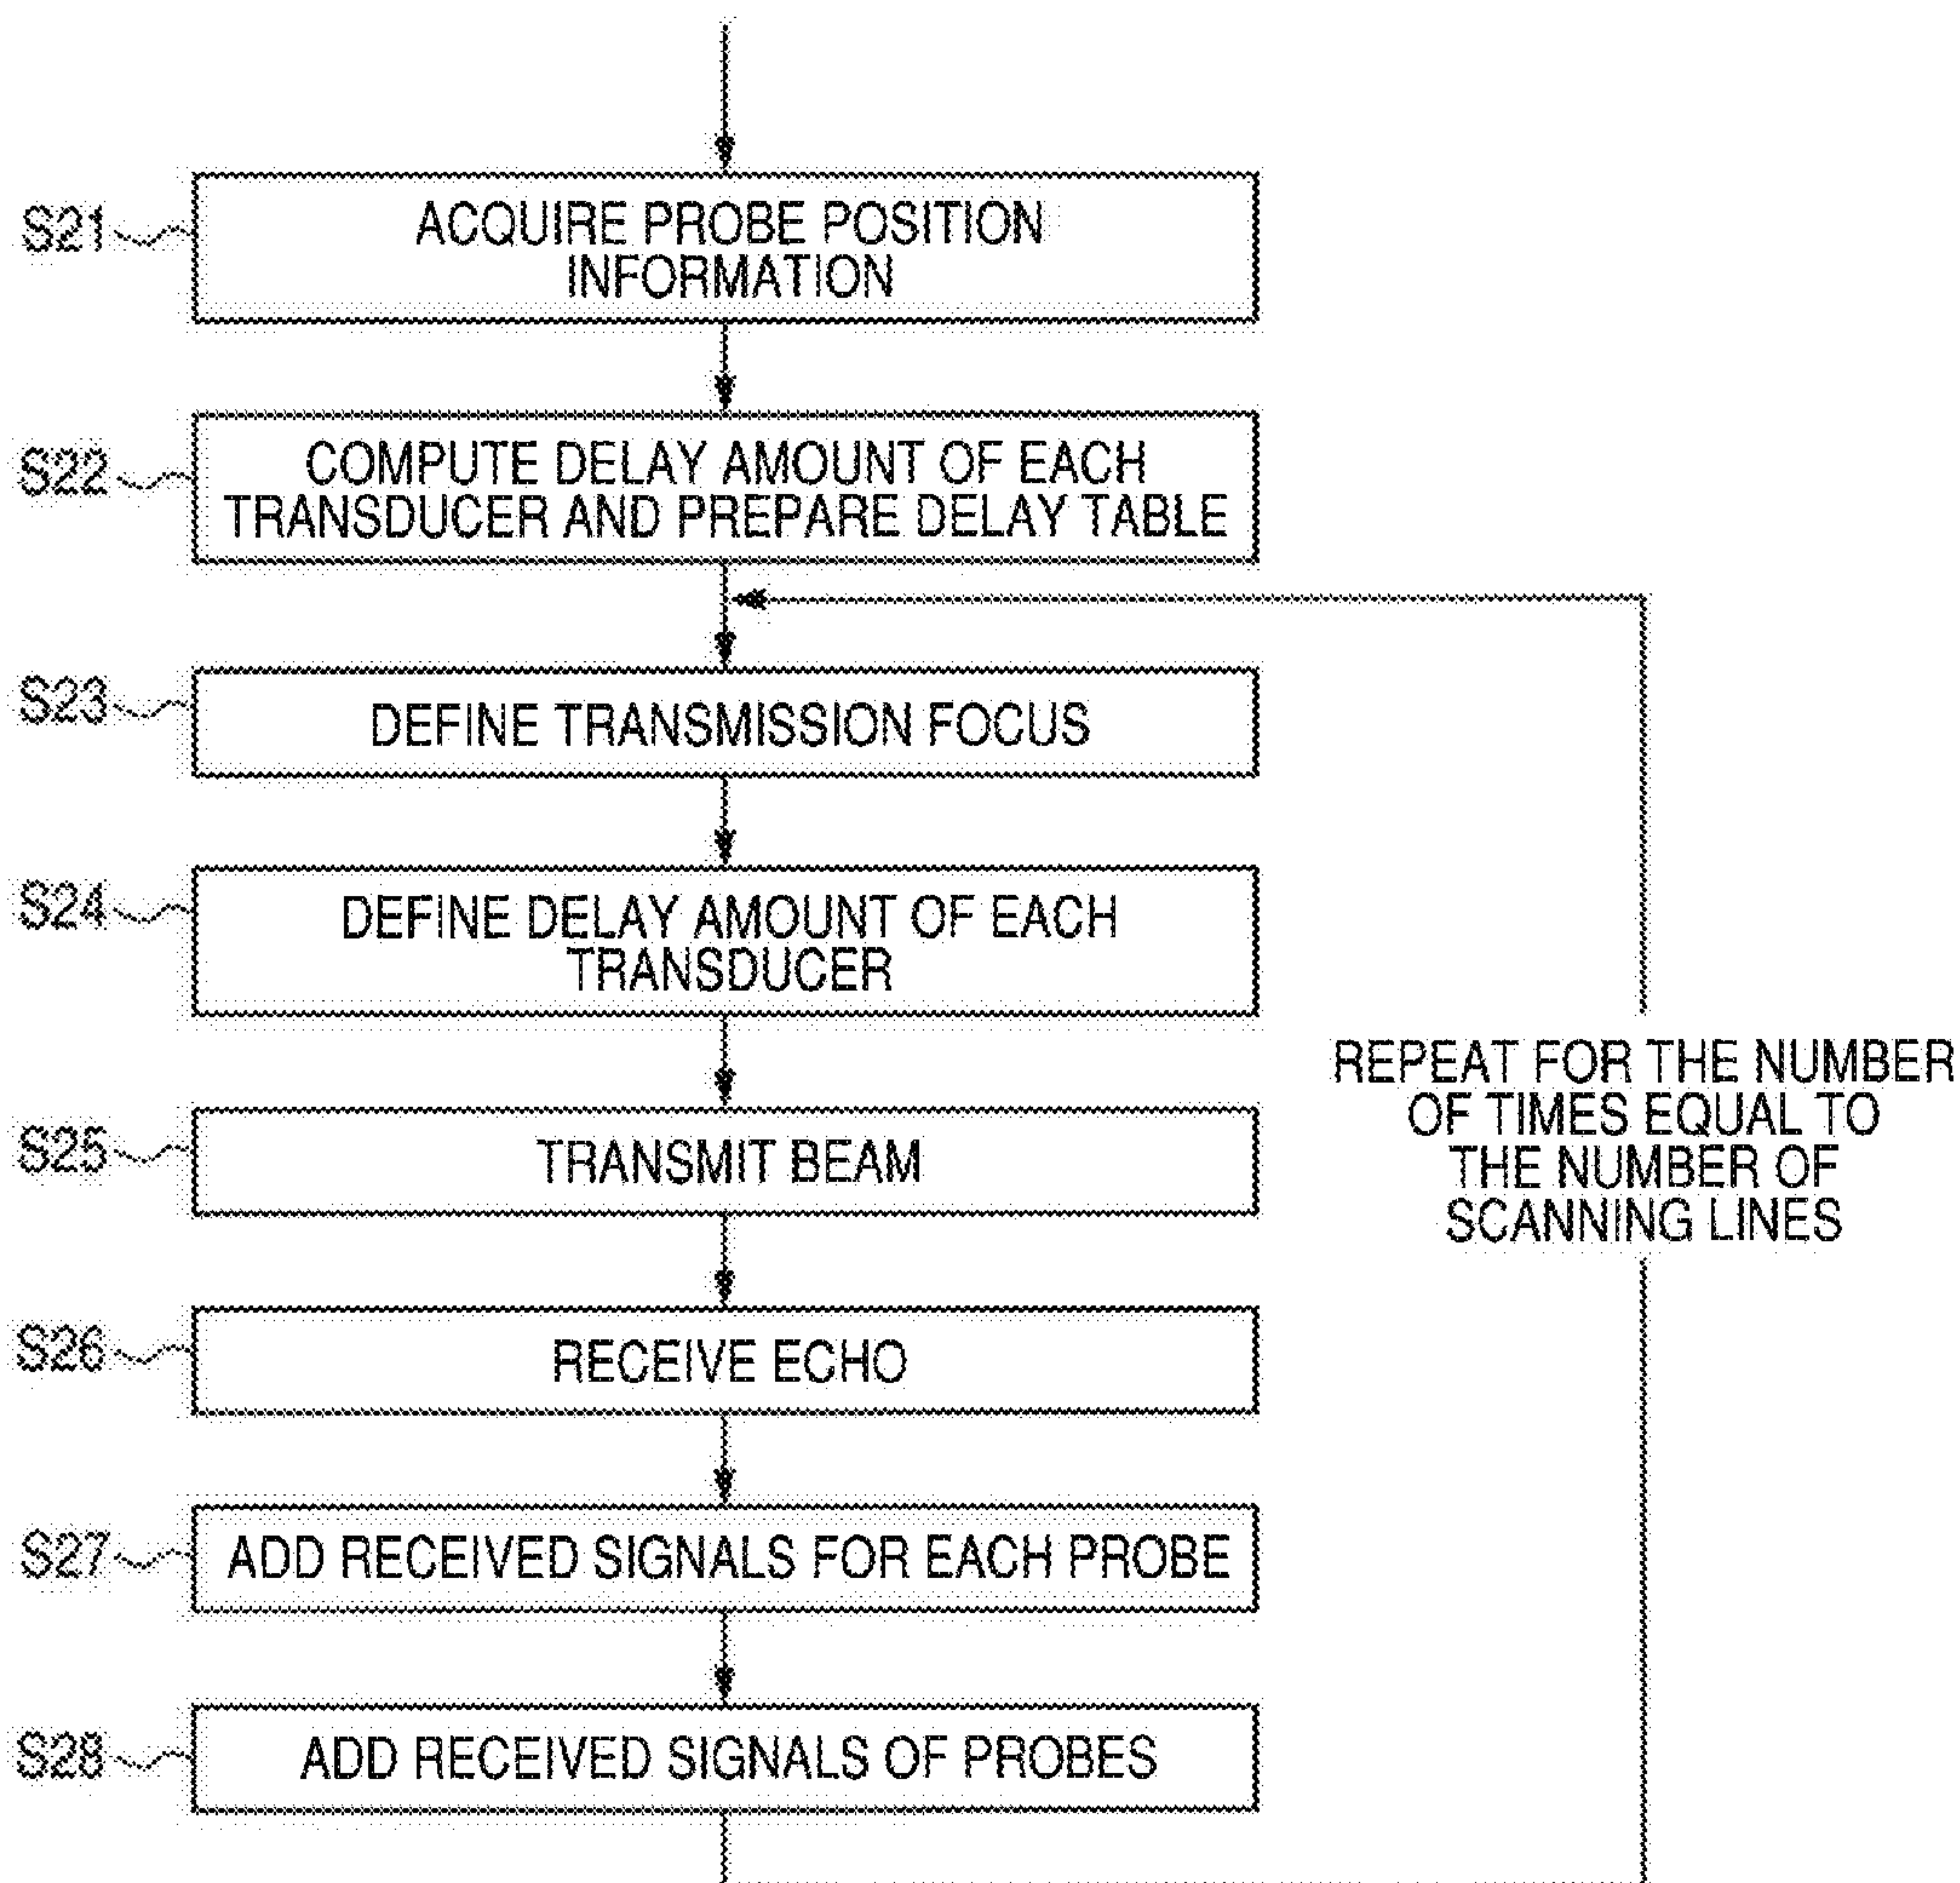 S21
ACQUIRE PROBE POSITION
INFORMATION
S22
COMPUTE DELAY AMOUNT OF EACH
TRANSDUCER AND PREPARE DELAY TABLE
S23
DEFINE TRANSMISSION FOCUS
S24
DEFINE DELAY AMOUNT OF EACH
TRANSDUCER
S25
TRANSMIT BEAM
S26
RECEIVE ECHO
S27
ADD RECEIVED SIGNALS FOR EACH PROBE
S28
ADD RECEIVED SIGNALS OF PROBES
REPEAT FOR THE NUMBER
OF TIMES EQUAL TO
THE NUMBER OF
SCANNING LINES